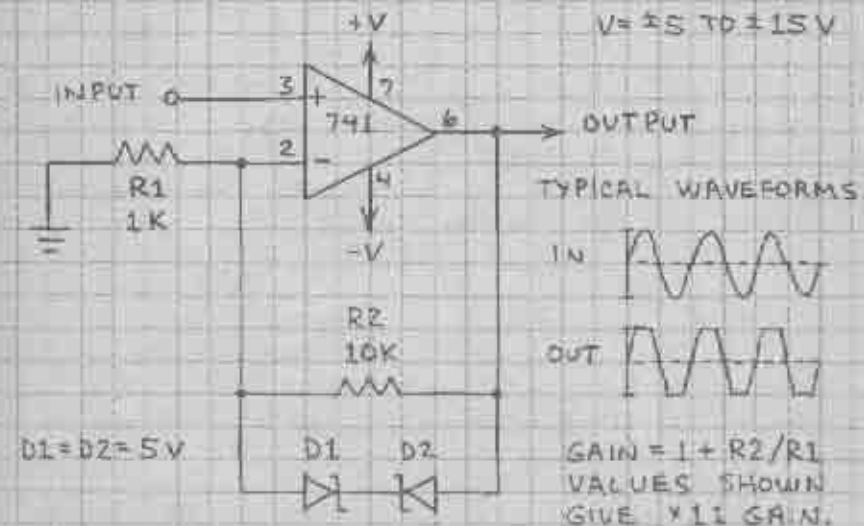 +V
V= ±5 TO ±15 V
INPUT
3
+
7
741
6
OUTPUT
2
-
4
R1
1K
-V
TYPICAL WAVEFORMS
IN
R2
10K
OUT
D1=D2=5V
D1
D2
GAIN = 1 + R2/R1
VALUES SHOWN
GIVE ×11 GAIN.